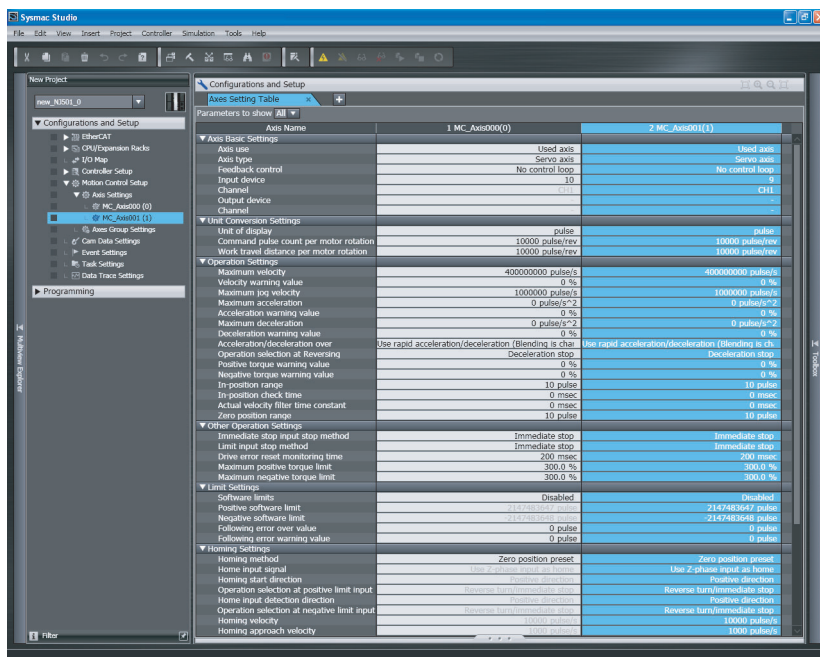 Sysmac Studio
File Edit View Insert Project Controller Simulation Tools Help
New Project
new_NJ501_0
▼ Configurations and Setup
▶ EtherCAT
▶ CPU/Expansion Racks
I/O Map
▶ Controller Setup
▼ Motion Control Setup
▼ Axis Settings
MC_Axis000 (0)
MC_Axis001 (1)
Axes Group Settings
Cam Data Settings
▶ Event Settings
Task Settings
Data Trace Settings
▶ Programming
Filter
Multiview Explorer
Configurations and Setup
Axes Setting Table × +
Parameters to show All ▼
Axis Name 1 MC_Axis000(0) 2 MC_Axis001(1)
▼ Axis Basic Settings
Axis use Used axis Used axis
Axis type Servo axis Servo axis
Feedback control No control loop No control loop
Input device 10 9
Channel CH1 CH1
Output device - -
Channel - -
▼ Unit Conversion Settings
Unit of display pulse pulse
Command pulse count per motor rotation 10000 pulse/rev 10000 pulse/rev
Work travel distance per motor rotation 10000 pulse/rev 10000 pulse/rev
▼ Operation Settings
Maximum velocity 400000000 pulse/s 400000000 pulse/s
Velocity warning value 0 % 0 %
Maximum jog velocity 1000000 pulse/s 1000000 pulse/s
Maximum acceleration 0 pulse/s^2 0 pulse/s^2
Acceleration warning value 0 % 0 %
Maximum deceleration 0 pulse/s^2 0 pulse/s^2
Deceleration warning value 0 % 0 %
Acceleration/deceleration over Use rapid acceleration/deceleration (Blending is chai Use rapid acceleration/deceleration (Blending is ch
Operation selection at Reversing Deceleration stop Deceleration stop
Positive torque warning value 0 % 0 %
Negative torque warning value 0 % 0 %
In-position range 10 pulse 10 pulse
In-position check time 0 msec 0 msec
Actual velocity filter time constant 0 msec 0 msec
Zero position range 10 pulse 10 pulse
▼ Other Operation Settings
Immediate stop input stop method Immediate stop Immediate stop
Limit input stop method Immediate stop Immediate stop
Drive error reset monitoring time 200 msec 200 msec
Maximum positive torque limit 300.0 % 300.0 %
Maximum negative torque limit 300.0 % 300.0 %
▼ Limit Settings
Software limits Disabled Disabled
Positive software limit 2147483647 pulse 2147483647 pulse
Negative software limit -2147483648 pulse -2147483648 pulse
Following error over value 0 pulse 0 pulse
Following error warning value 0 pulse 0 pulse
▼ Homing Settings
Homing method Zero position preset Zero position preset
Home input signal Use Z-phase input as home Use Z-phase input as home
Homing start direction Positive direction Positive direction
Operation selection at positive limit input Reverse turn/immediate stop Reverse turn/immediate stop
Home input detection direction Positive direction Positive direction
Operation selection at negative limit input Reverse turn/immediate stop Reverse turn/immediate stop
Homing velocity 10000 pulse/s 10000 pulse/s
Homing approach velocity 1000 pulse/s 1000 pulse/s
Toolbox